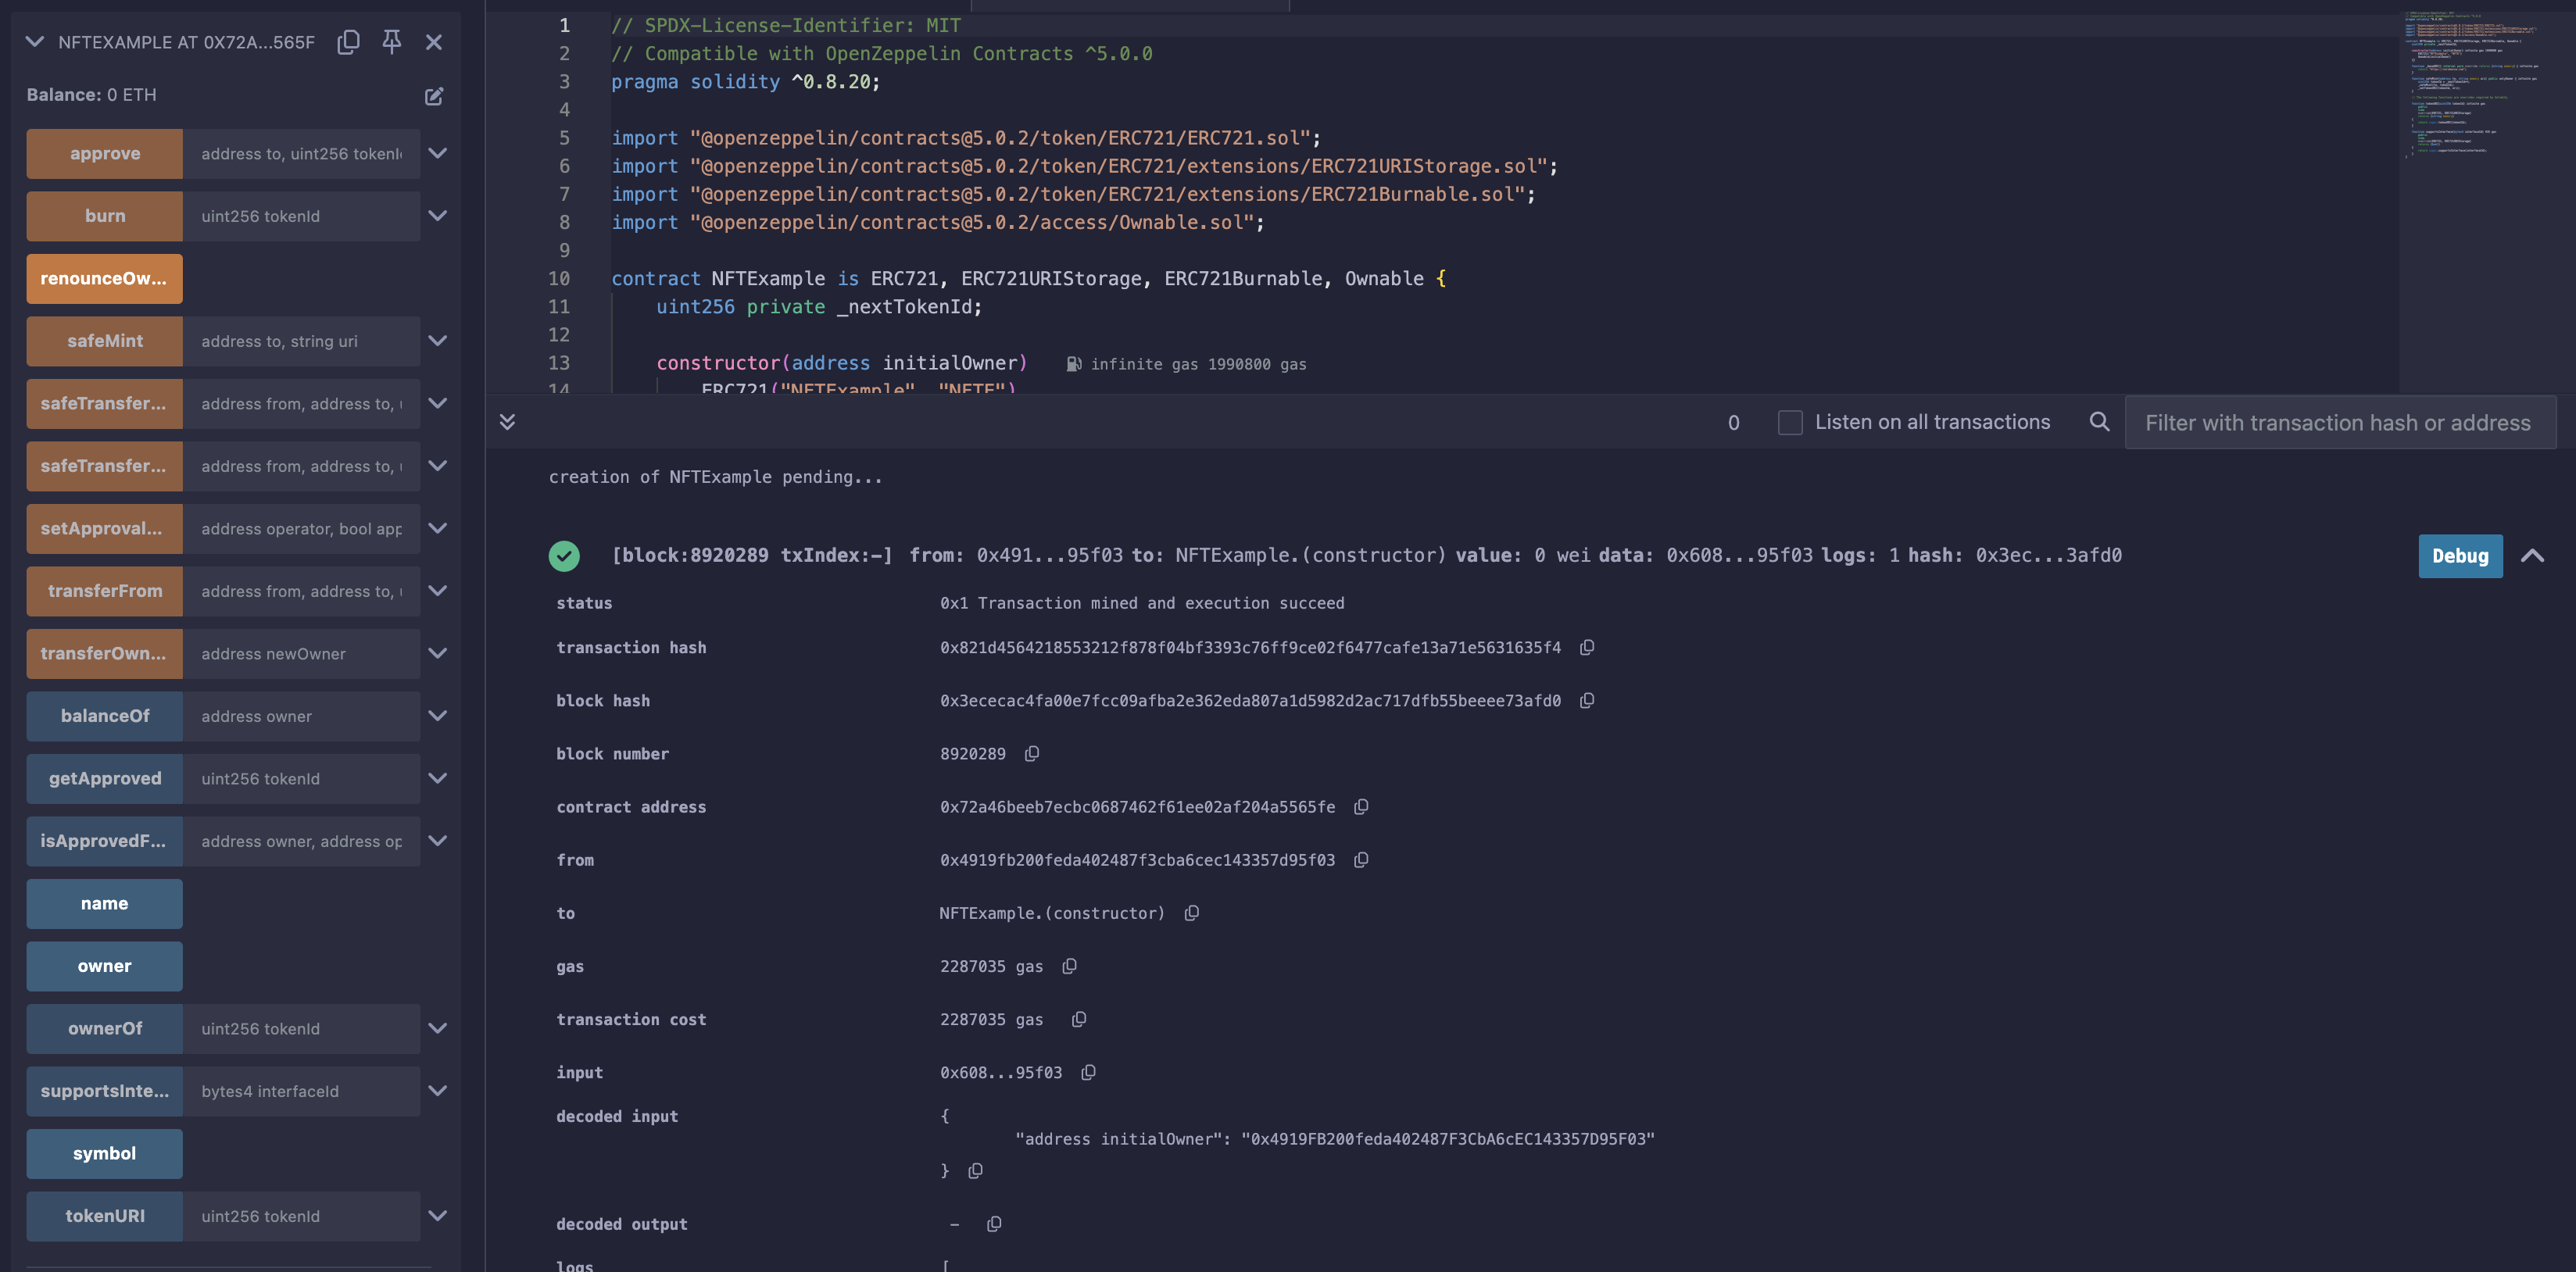 NFTEXAMPLE AT 0X72A...565F
Balance: 0 ETH
approve address to, uint256 tokenI
burn uint256 tokenId
renounceOw...
safeMint address to, string uri
safeTransfer... address from, address to,
safeTransfer... address from, address to,
setApproval... address operator, bool app
transferFrom address from, address to,
transferOwn... address newOwner
balanceOf address owner
getApproved uint256 tokenId
isApprovedF... address owner, address op
name
owner
ownerOf uint256 tokenId
supportsInte... bytes4 interfaceId
symbol
tokenURI uint256 tokenId
1 // SPDX-License-Identifier: MIT
2 // Compatible with OpenZeppelin Contracts ^5.0.0
3 pragma solidity ^0.8.20;
4
5 import "@openzeppelin/contracts@5.0.2/token/ERC721/ERC721.sol";
6 import "@openzeppelin/contracts@5.0.2/token/ERC721/extensions/ERC721URIStorage.sol";
7 import "@openzeppelin/contracts@5.0.2/token/ERC721/extensions/ERC721Burnable.sol";
8 import "@openzeppelin/contracts@5.0.2/access/Ownable.sol";
9
10 contract NFTExample is ERC721, ERC721URIStorage, ERC721Burnable, Ownable {
11 uint256 private _nextTokenId;
12
13 constructor(address initialOwner) infinite gas 1990800 gas
14 ERC721("NFTExample", "NFTE")
0 Listen on all transactions Filter with transaction hash or address
creation of NFTExample pending...
[block:8920289 txIndex:-] from: 0x491...95f03 to: NFTExample.(constructor) value: 0 wei data: 0x608...95f03 logs: 1 hash: 0x3ec...3afd0 Debug
status 0x1 Transaction mined and execution succeed
transaction hash 0x821d4564218553212f878f04bf3393c76ff9ce02f6477cafe13a71e5631635f4
block hash 0x3ececac4fa00e7fcc09afba2e362eda807a1d5982d2ac717dfb55beeee73afd0
block number 8920289
contract address 0x72a46beeb7ecbc0687462f61ee02af204a5565fe
from 0x4919fb200feda402487f3cba6cec143357d95f03
to NFTExample.(constructor)
gas 2287035 gas
transaction cost 2287035 gas
input 0x608...95f03
decoded input {
"address initialOwner": "0x4919FB200feda402487F3CbA6cEC143357D95F03"
}
decoded output -
logs [